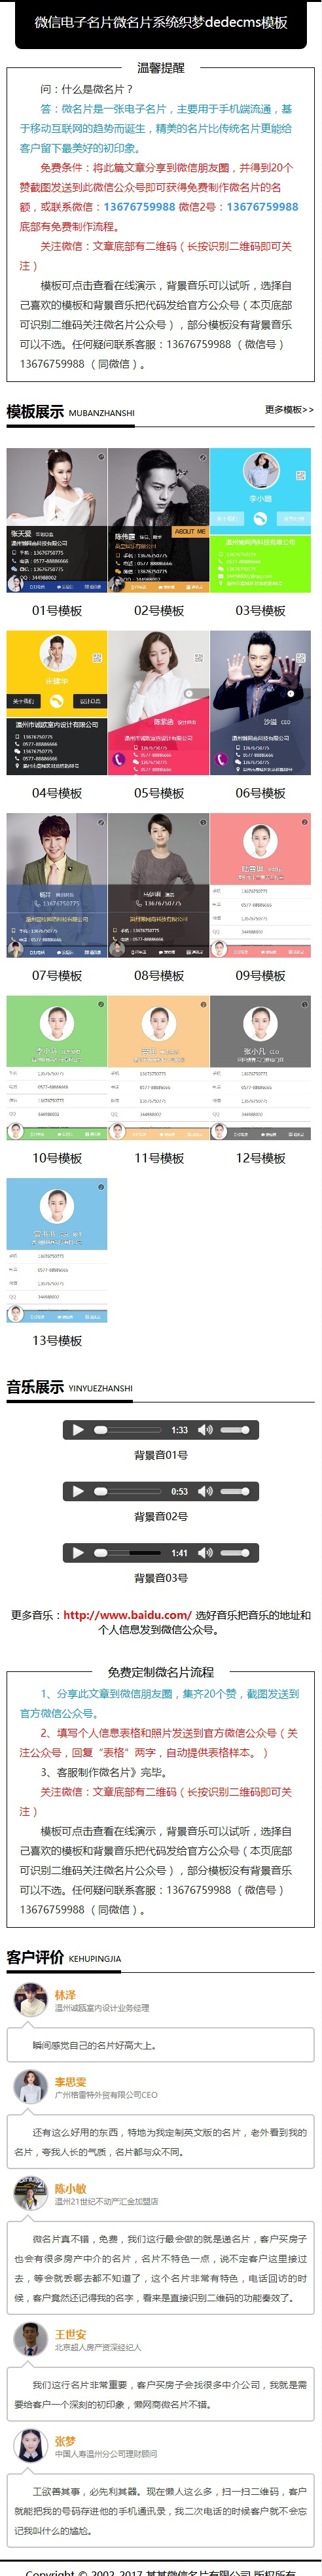 微信电子名片微名片系统织梦dedecms模板
温馨提醒
问：什么是微名片？
答：微名片是一张电子名片，主要用于手机端流通，基
于移动互联网的趋势而诞生，精美的名片比传统名片更能给
客户留下最美好的初印象。
免费条件：将此篇文章分享到微信朋友圈，并得到20个
赞截图发送到此微信公众号即可获得免费制作微名片的名
额，或联系微信：13676759988 微信2号：13676759988
底部有免费制作流程。
关注微信：文章底部有二维码（长按识别二维码即可关
注）
模板可点击查看在线演示，背景音乐可以试听，选择自
己喜欢的模板和背景音乐把代码发给官方公众号（本页底部
可识别二维码关注微名片公众号），部分模板没有背景音乐
可以不选。任何疑问联系客服：13676759988 （ 微信号 ）
13676759988 （ 同微信 ）。
模板展示 MUBANZHANSHI
更多模板>>
01号模板
02号模板
03号模板
04号模板
05号模板
06号模板
07号模板
08号模板
09号模板
10号模板
11号模板
12号模板
13号模板
音乐展示 YINYUEZHANSHI
1:33
背景音01号
0:53
背景音02号
1:41
背景音03号
更多音乐：http://www.baidu.com/ 选好音乐把音乐的地址和
个人信息发到微信公众号。
免费定制微名片流程
1、分享此文章到微信朋友圈，集齐20个赞，截图发送到
官方微信公众号。
2、填写个人信息表格和照片发送到官方微信公众号（关
注公众号，回复“表格”两字，自动提供表格样本。）
3、客服制作微名片》完毕。
关注微信：文章底部有二维码（长按识别二维码即可关
注）
模板可点击查看在线演示，背景音乐可以试听，选择自
己喜欢的模板和背景音乐把代码发给官方公众号（本页底部
可识别二维码关注微名片公众号），部分模板没有背景音乐
可以不选。任何疑问联系客服：13676759988 （ 微信号 ）
13676759988 （ 同微信 ）。
客户评价 KEHUPINGJIA
林泽
温州诚瓯室内设计业务经理
瞬间感觉自己的名片好高大上。
李思雯
广州格雷特外贸有限公司CEO
还有这么好用的东西，特地为我定制英文版的名片，老外看到我的
名片，夸我人长的气质，名片都与众不同。
陈小敏
温州21世纪不动产汇金加盟店
微名片真不错，免费，我们这行最会做的就是递名片，客户买房子
也会有很多房产中介的名片，名片不特色一点，说不定客户这里接过
去，等会就丢哪去都不知道了，这个名片非常有特色，电话回访的时
候，客户竟然还记得我的名字，看来是直接识别二维码的功能奏效了。
王世安
北京超人房产资深经纪人
我们这行名片非常重要，客户买房子会找很多中介公司，我就是需
要给客户一个深刻的初印象，懒网商微名片不错。
张梦
中国人寿温州分公司理财顾问
工欲善其事，必先利其器。现在懒人这么多，扫一扫二维码，客户
就能把我的号码存进他的手机通讯录，我二次电话的时候客户就不会忘
记我叫什么的尴尬。
Copyright © 2002-2017 某某微信名片有限公司 版权所有